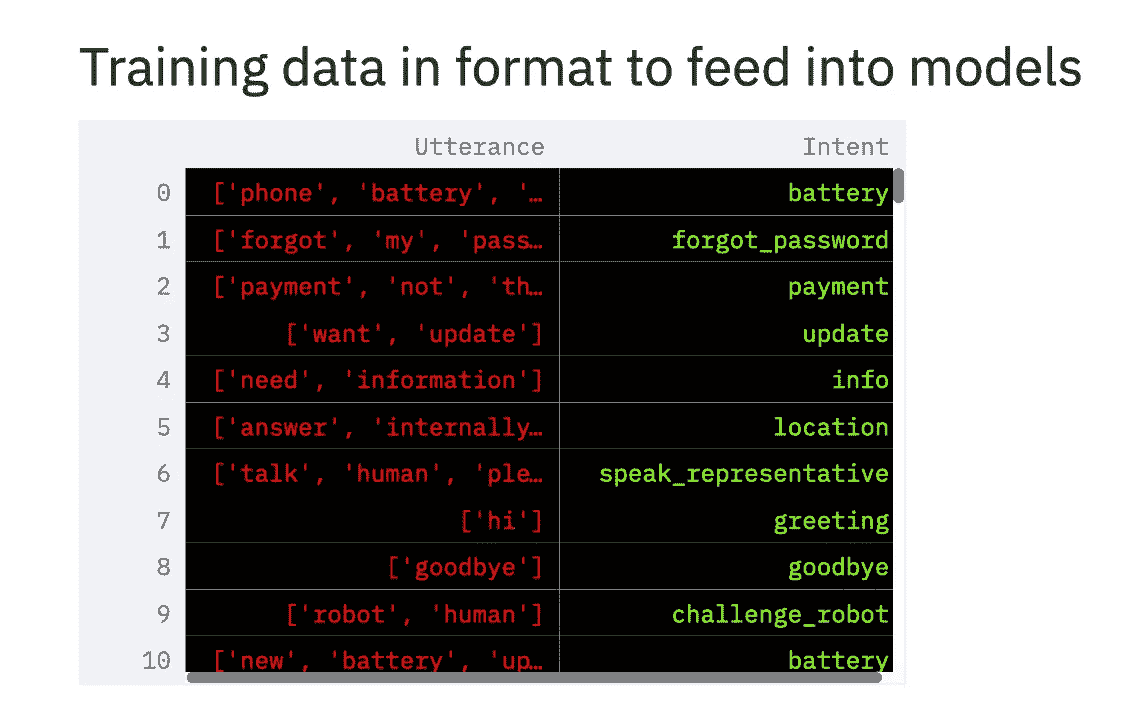 Training data in format to feed into models
Utterance Intent
0 ['phone', 'battery', '… battery
1 ['forgot', 'my', 'pass… forgot_password
2 ['payment', 'not', 'th… payment
3 ['want', 'update'] update
4 ['need', 'information'] info
5 ['answer', 'internally… location
6 ['talk', 'human', 'ple… speak_representative
7 ['hi'] greeting
8 ['goodbye'] goodbye
9 ['robot', 'human'] challenge_robot
10 ['new', 'battery', 'up… battery